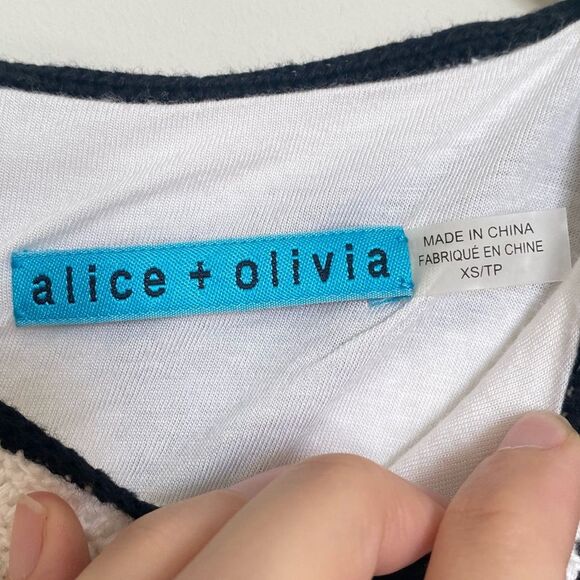 alice + olivia
MADE IN CHINA
FABRIQUÉ EN CHINE
XS/TP